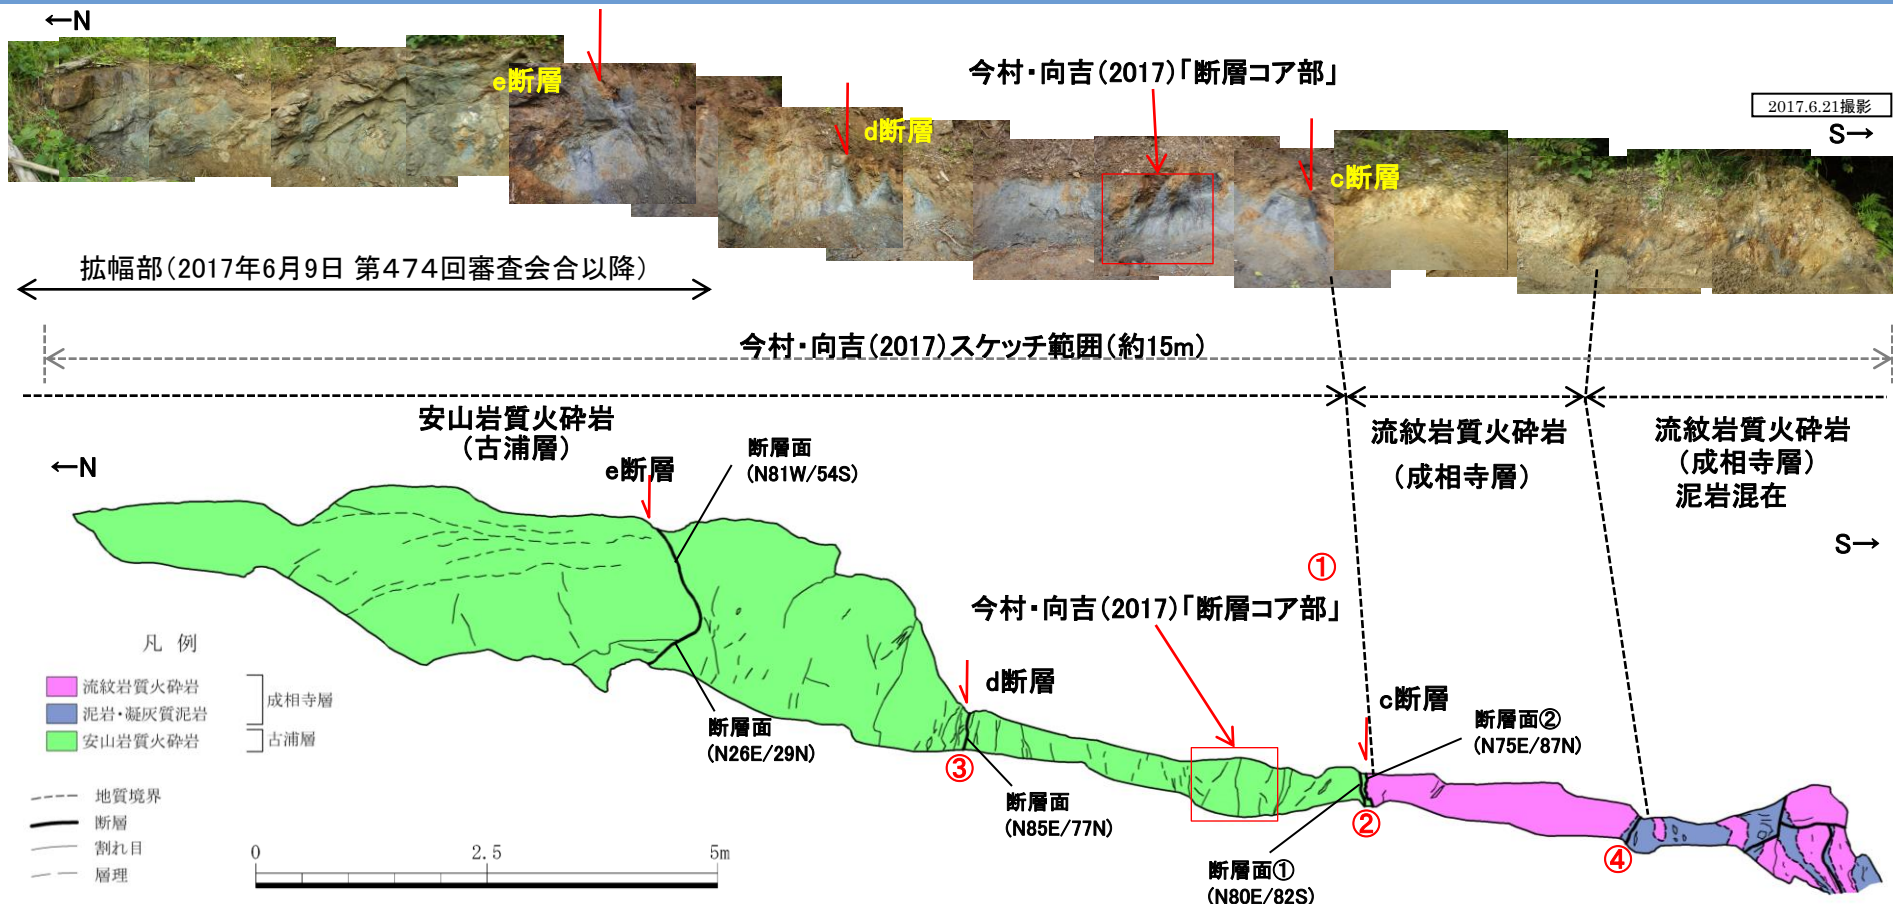 ←N
e断層
d断層
今村・向吉(2017)「断層コア部」
c断層
2017.6.21撮影
S→
拡幅部(2017年6月9日 第474回審査会合以降)
今村・向吉(2017)スケッチ範囲(約15m)
安山岩質火砕岩
(古浦層)
流紋岩質火砕岩
(成相寺層)
流紋岩質火砕岩
(成相寺層)
泥岩混在
←N
S→
e断層
断層面
(N81W/54S)
①
今村・向吉(2017)「断層コア部」
d断層
c断層
断層面②
(N75E/87N)
断層面
(N26E/29N)
③
断層面
(N85E/77N)
②
④
断層面①
(N80E/82S)
凡 例
流紋岩質火砕岩
泥岩・凝灰質泥岩
成相寺層
安山岩質火砕岩
古浦層
地質境界
断層
割れ目
層理
0 2.5 5m